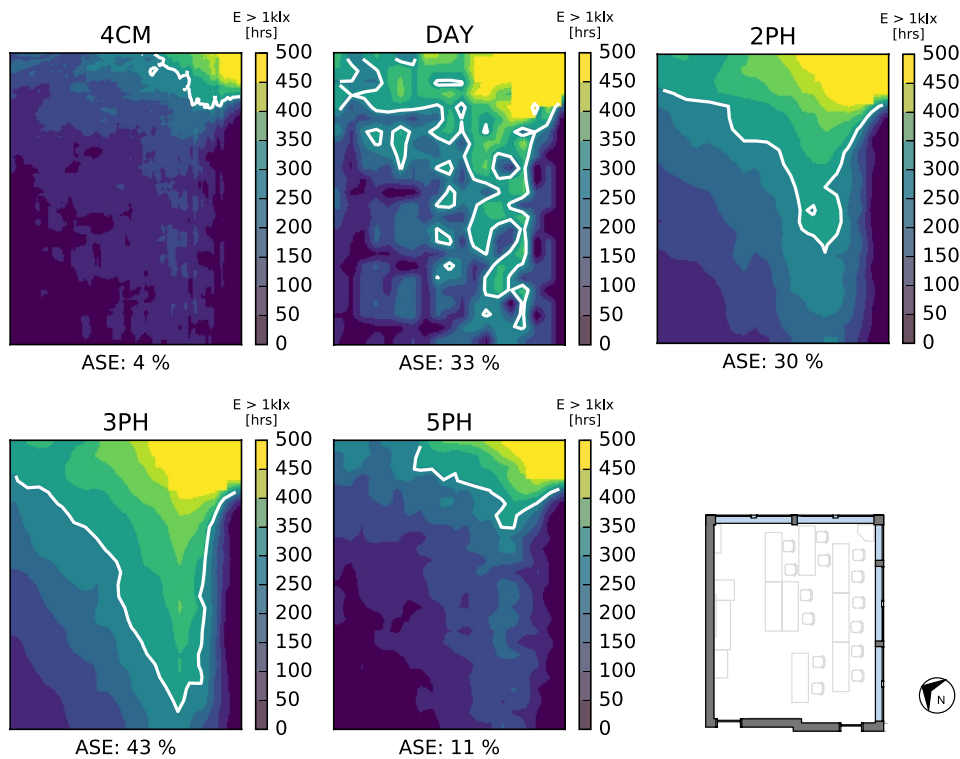 4CM
E > 1klx
[hrs]
500
450
400
350
300
250
200
150
100
50
0
ASE: 4 %
DAY
E > 1klx
[hrs]
500
450
400
350
300
250
200
150
100
50
0
ASE: 33 %
2PH
E > 1klx
[hrs]
500
450
400
350
300
250
200
150
100
50
0
ASE: 30 %
3PH
E > 1klx
[hrs]
500
450
400
350
300
250
200
150
100
50
0
ASE: 43 %
5PH
E > 1klx
[hrs]
500
450
400
350
300
250
200
150
100
50
0
ASE: 11 %
N